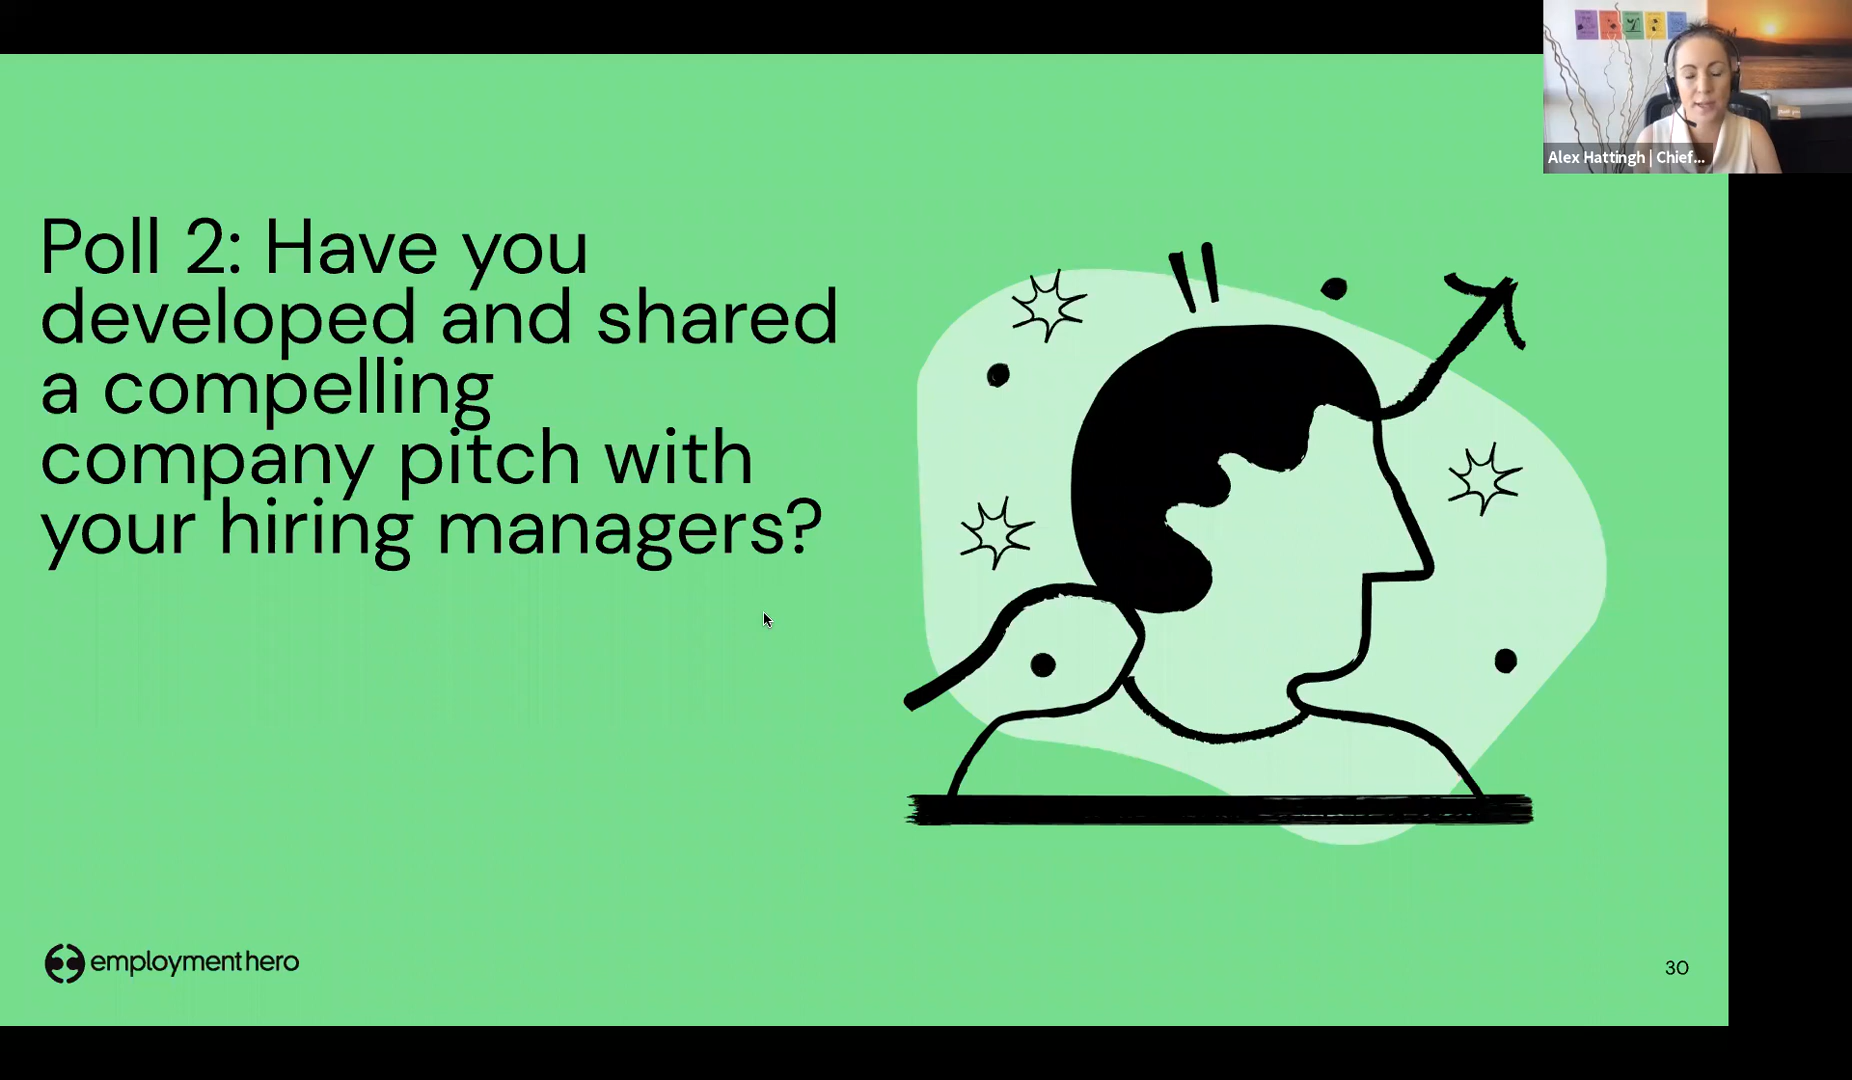 Alex Hattingh | Chief...
Poll 2: Have you
developed and shared
a compelling
company pitch with
your hiring managers?
employmenthero
30